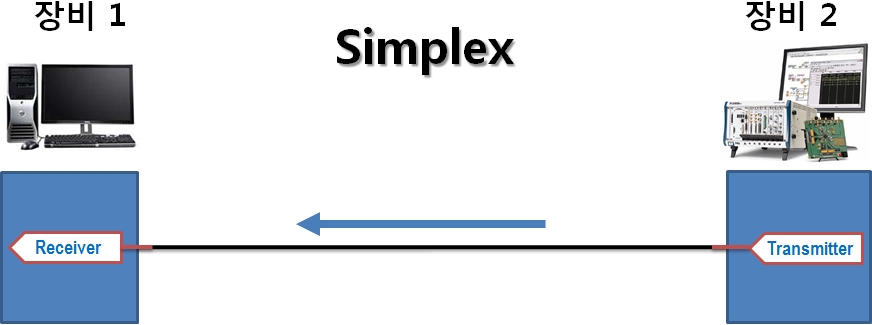 장비 1
Simplex
장비 2
Receiver
Transmitter